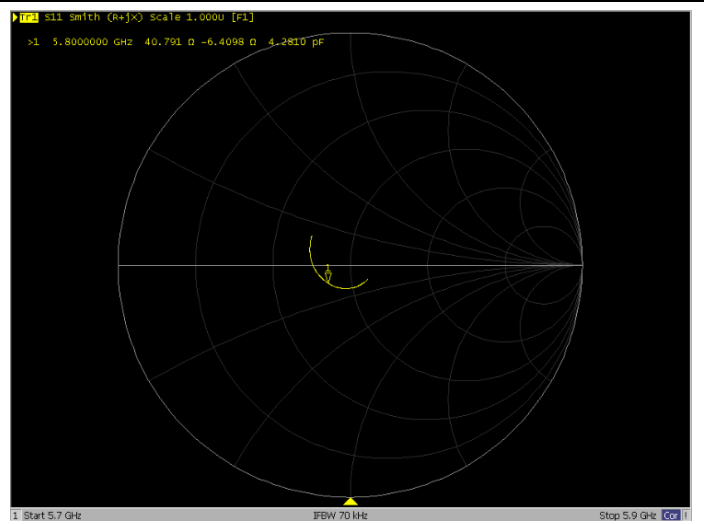 Tr1 S11 Smith (R+jX) Scale 1.000U [F1]
>1 5.8000000 GHz 40.791 Ω -6.4098 Ω 4.2810 pF
1
1 Start 5.7 GHz IFBW 70 kHz Stop 5.9 GHz Cor !